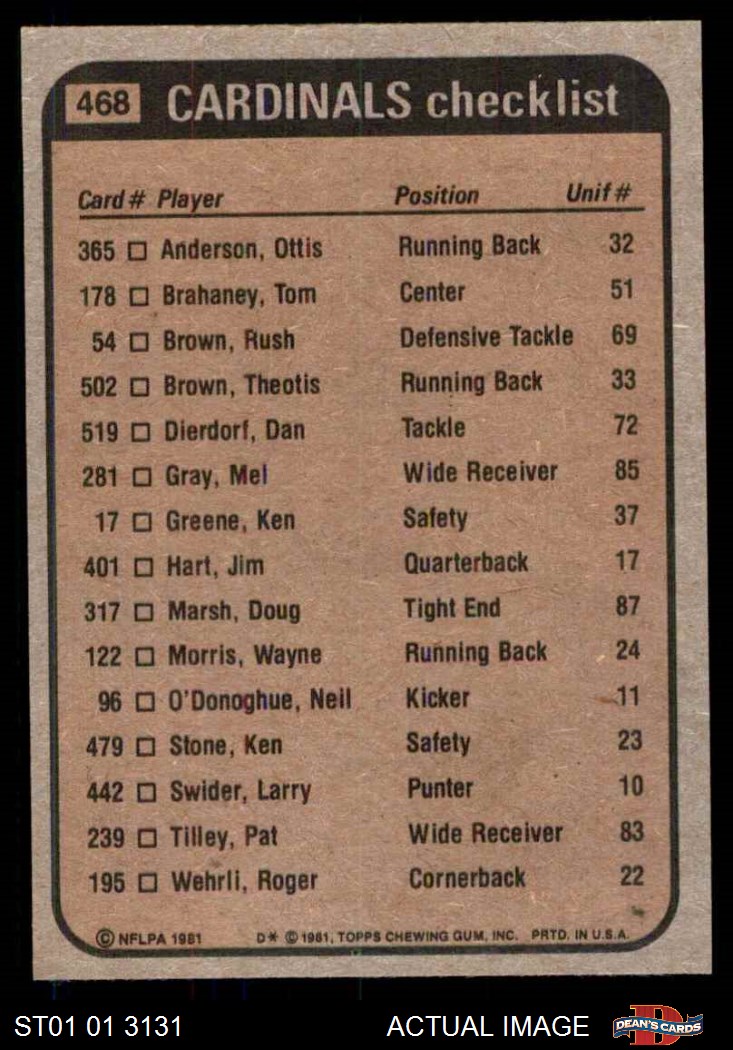 468 CARDINALS checklist
Card # Player Position Unif #
365 Anderson, Ottis Running Back 32
178 Brahaney, Tom Center 51
54 Brown, Rush Defensive Tackle 69
502 Brown, Theotis Running Back 33
519 Dierdorf, Dan Tackle 72
281 Gray, Mel Wide Receiver 85
17 Greene, Ken Safety 37
401 Hart, Jim Quarterback 17
317 Marsh, Doug Tight End 87
122 Morris, Wayne Running Back 24
96 O'Donoghue, Neil Kicker 11
479 Stone, Ken Safety 23
442 Swider, Larry Punter 10
239 Tilley, Pat Wide Receiver 83
195 Wehrli, Roger Cornerback 22
© NFLPA 1981 D* © 1981, TOPPS CHEWING GUM, INC. PRTD. IN U.S.A.
ST01 01 3131 ACTUAL IMAGE D DEAN'S CARDS